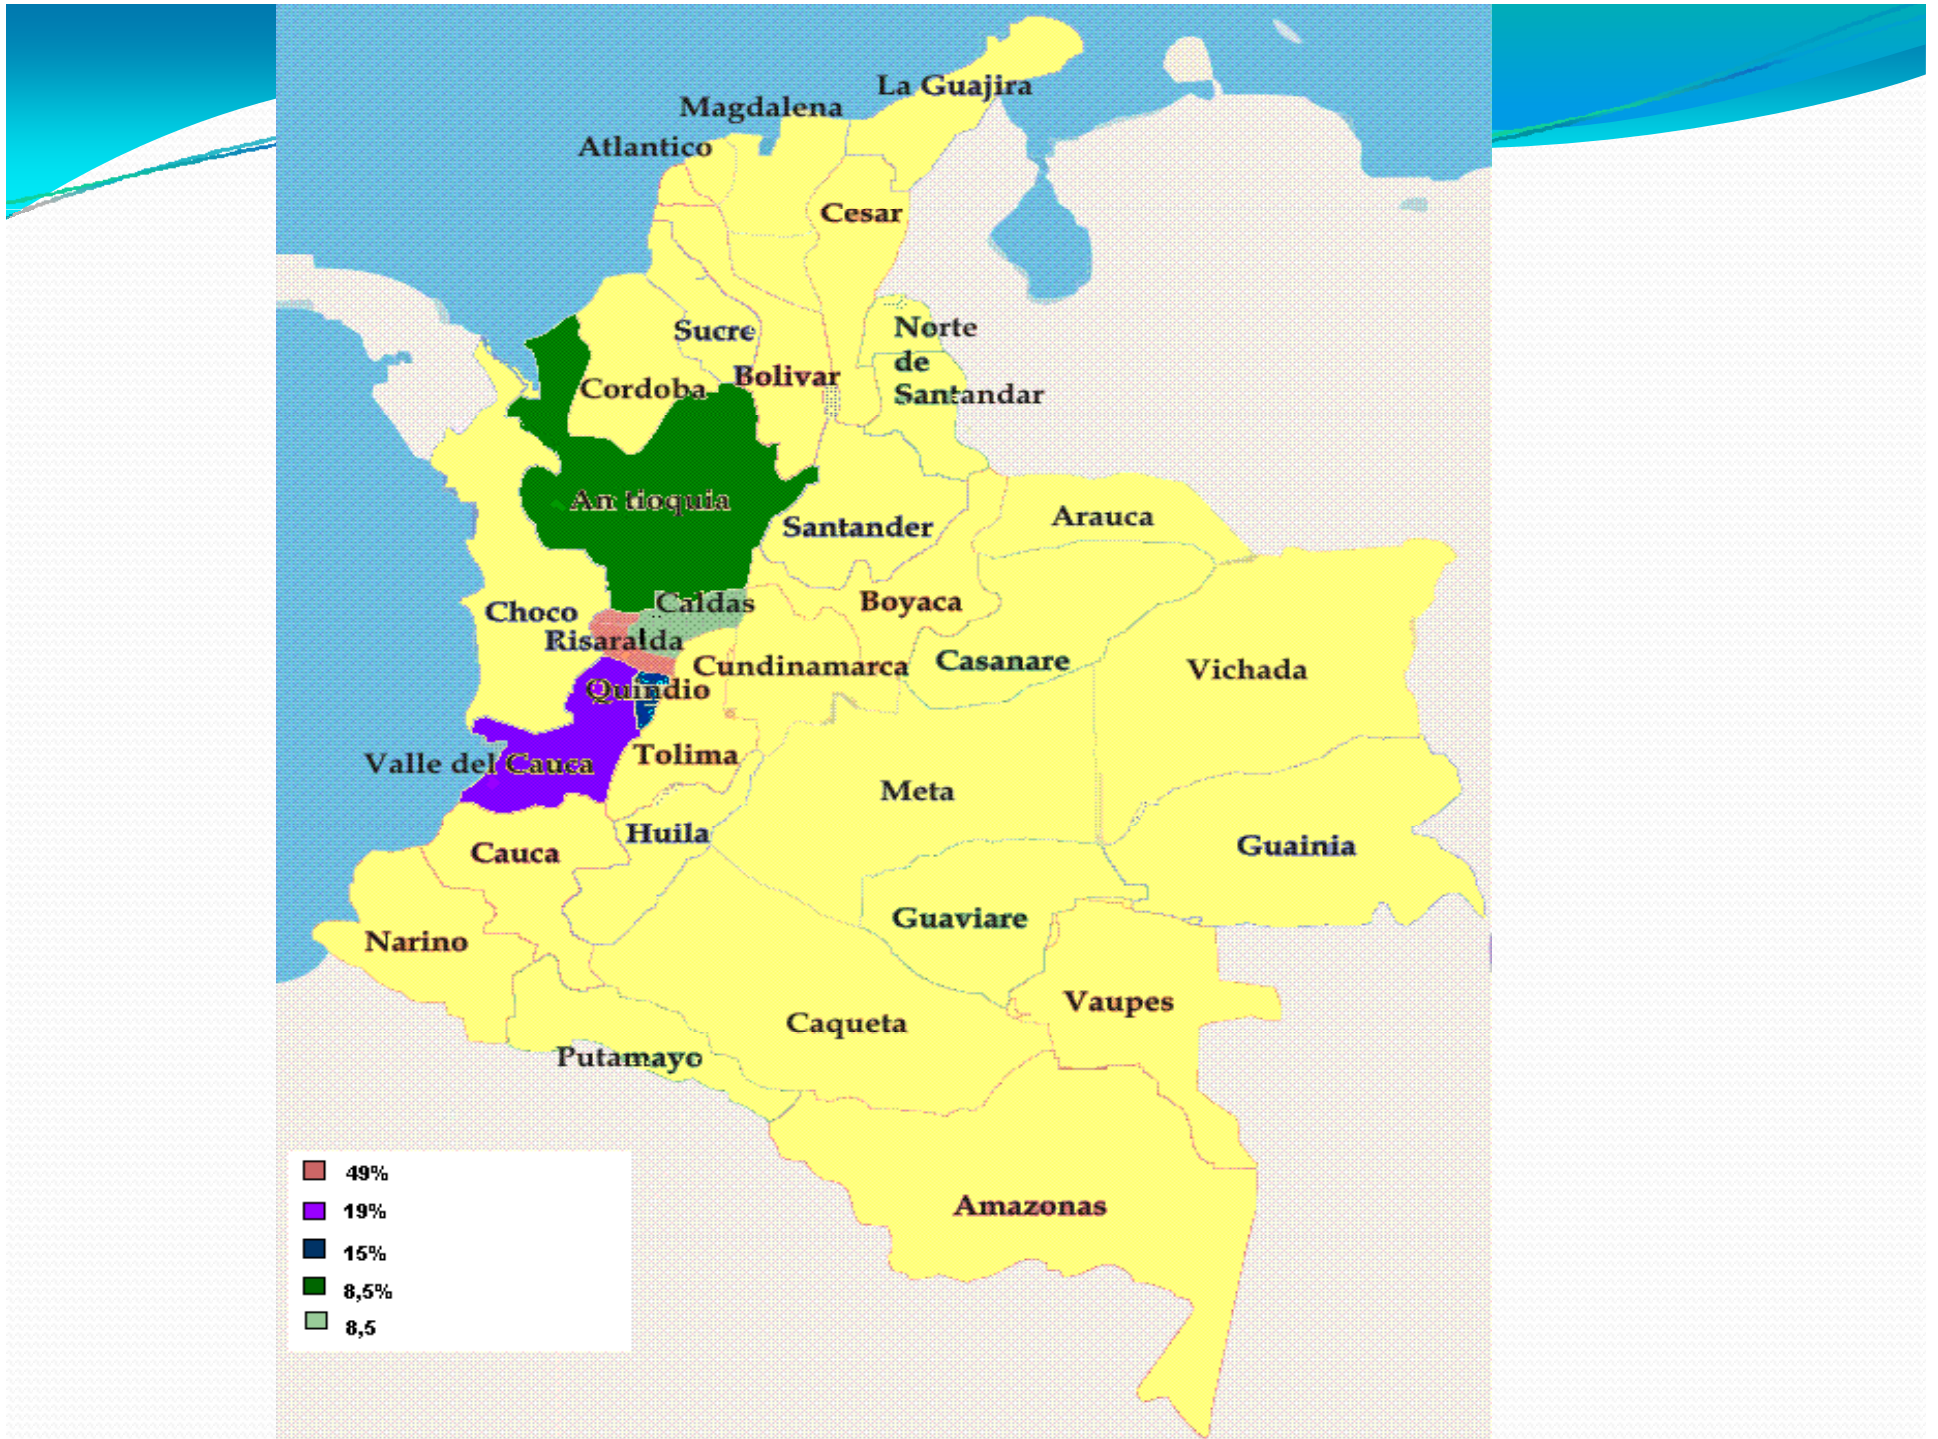 La Guajira
Magdalena
Atlantico
Cesar
Norte
de
Santandar
Sucre
Bolivar
Cordoba
An tioquia
Santander
Arauca
Boyaca
Caldas
Choco
Risaralda
Cundinamarca
Casanare
Vichada
Quindio
Tolima
Valle del Cauca
Meta
Huila
Cauca
Guainia
Guaviare
Narino
Vaupes
Caqueta
Putamayo
Amazonas
49%
19%
15%
8,5%
8,5